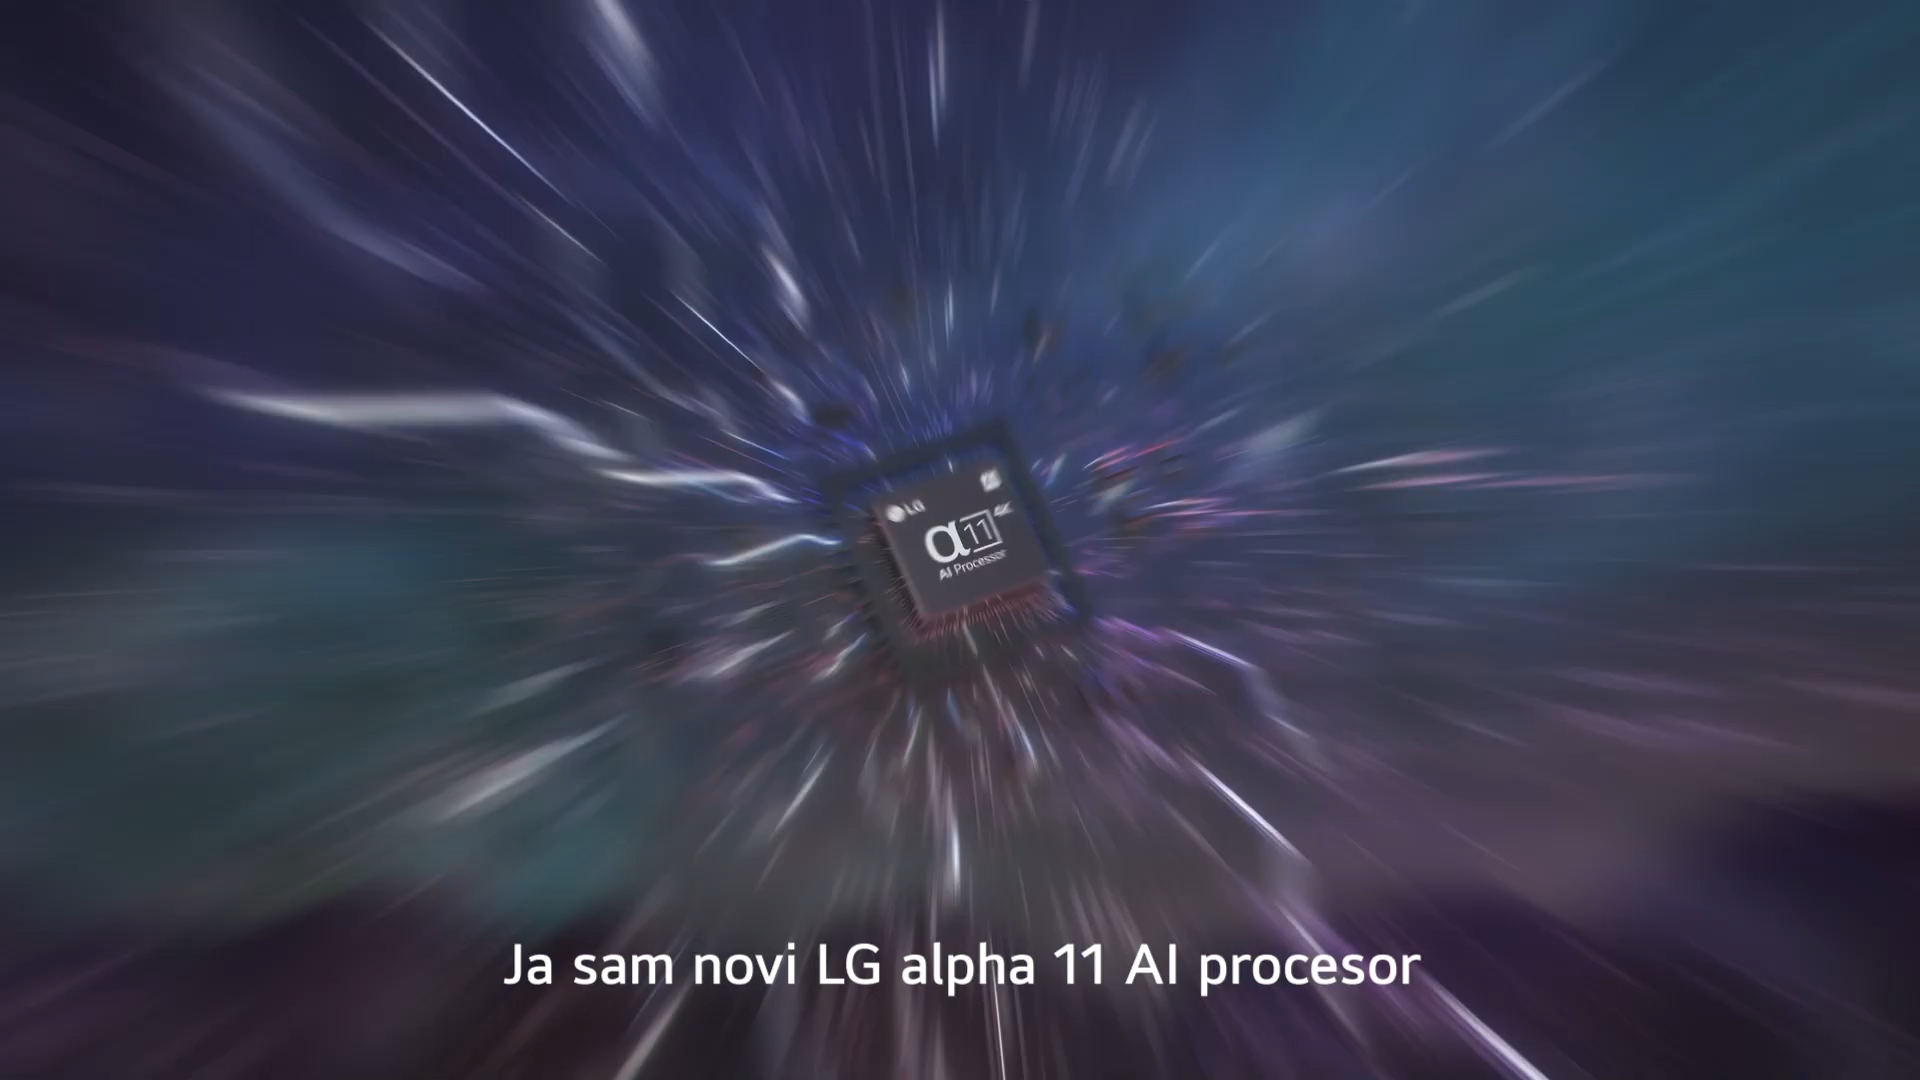 LG
4K
α11
AI Processor
Ja sam novi LG alpha 11 AI procesor